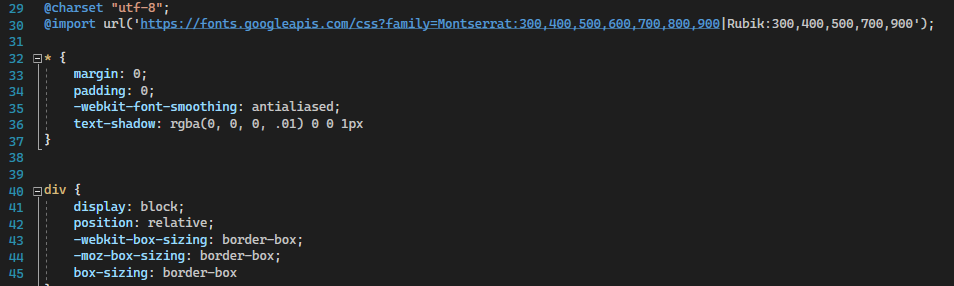 29 @charset "utf-8";
30 @import url('https://fonts.googleapis.com/css?family=Montserrat:300,400,500,600,700,800,900|Rubik:300,400,500,700,900');
31
32 * {
33 margin: 0;
34 padding: 0;
35 -webkit-font-smoothing: antialiased;
36 text-shadow: rgba(0, 0, 0, .01) 0 0 1px
37 }
38
39
40 div {
41 display: block;
42 position: relative;
43 -webkit-box-sizing: border-box;
44 -moz-box-sizing: border-box;
45 box-sizing: border-box